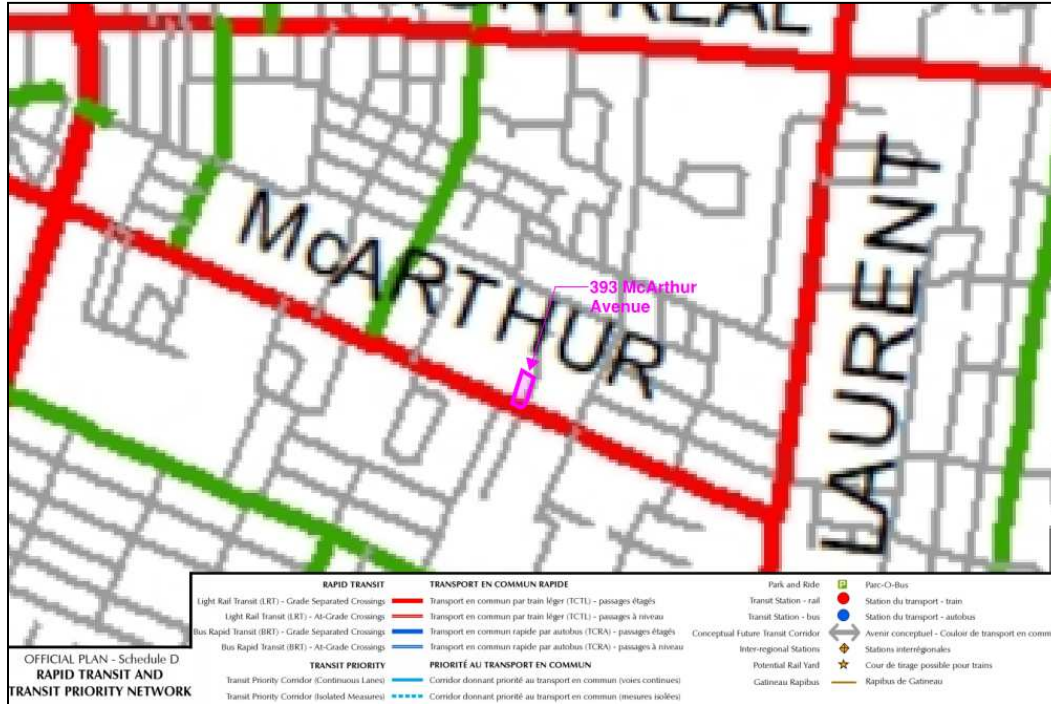 MONTREAL
McARTHUR
393 McArthur
Avenue
LAURENT
OFFICIAL PLAN - Schedule D
RAPID TRANSIT AND
TRANSIT PRIORITY NETWORK
RAPID TRANSIT TRANSPORT EN COMMUN RAPIDE
Light Rail Transit (LRT) - Grade Separated Crossings Transport en commun par train léger (TCTL) - passages étagés
Light Rail Transit (LRT) - At-Grade Crossings Transport en commun par train léger (TCTL) - passages à niveau
Bus Rapid Transit (BRT) - Grade Separated Crossings Transport en commun rapide par autobus (TCRA) - passages étagés
Bus Rapid Transit (BRT) - At-Grade Crossings Transport en commun rapide par autobus (TCRA) - passages à niveau
TRANSIT PRIORITY PRIORITÉ AU TRANSPORT EN COMMUN
Transit Priority Corridor (Continuous Lanes) Corridor donnant priorité au transport en commun (voies continues)
Transit Priority Corridor (Isolated Measures) Corridor donnant priorité au transport en commun (mesures isolées)
Park and Ride P Parc-O-Bus
Transit Station - rail Station du transport - train
Transit Station - bus Station du transport - autobus
Conceptual Future Transit Corridor Avenir conceptuel - Couloir de transport en comm
Inter-regional Stations Stations interrégionales
Potential Rail Yard Cour de tirage possible pour trains
Gatineau Rapibus Rapibus de Gatineau